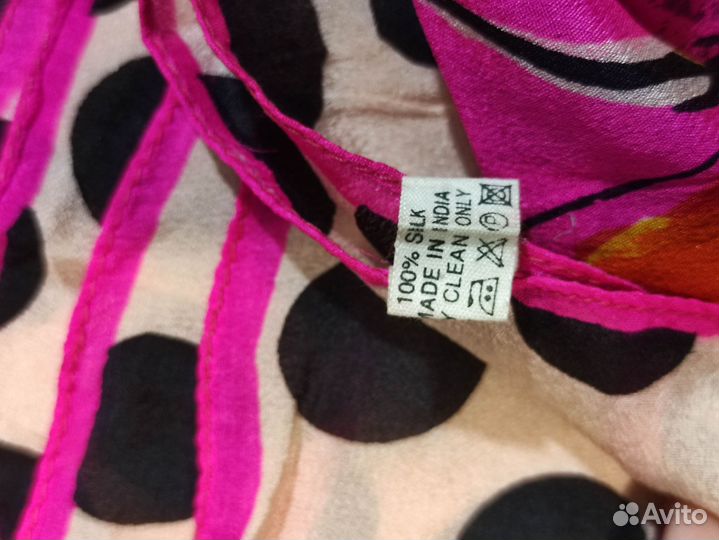 100% SILK
MADE IN INDIA
Y CLEAN ONLY
Avito